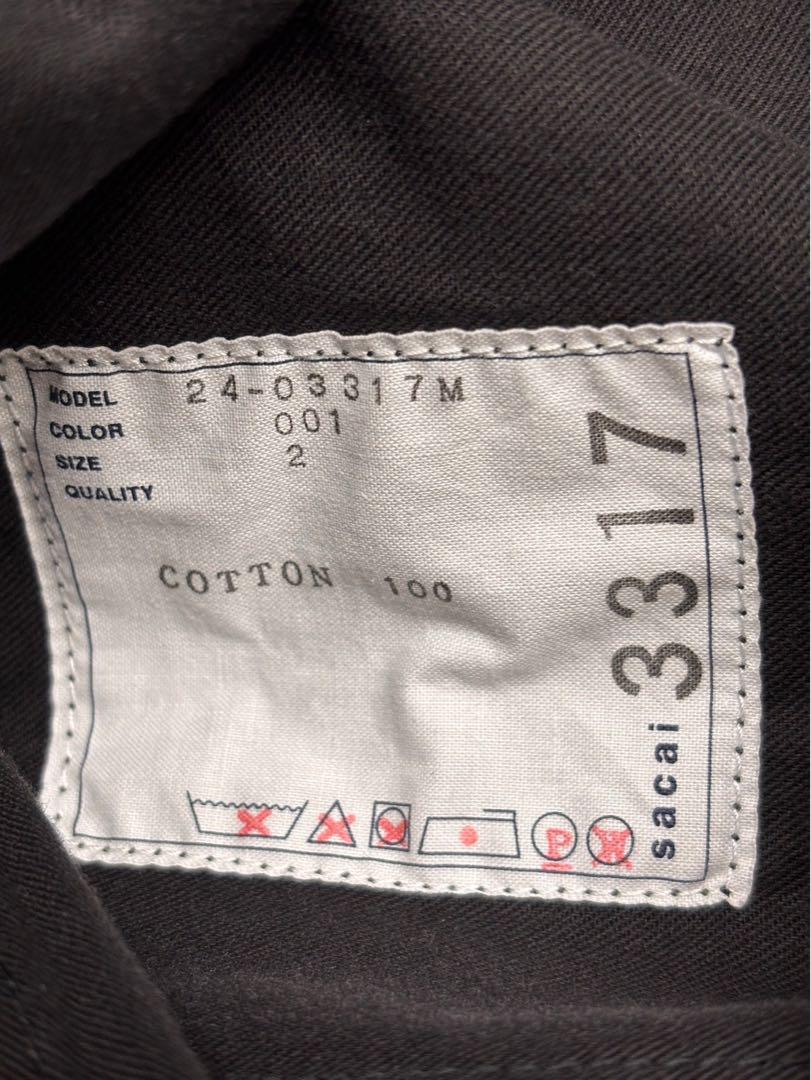 MODEL 24-03317M
COLOR 001
SIZE 2
QUALITY
COTTON 100
P
W
sacai 3317